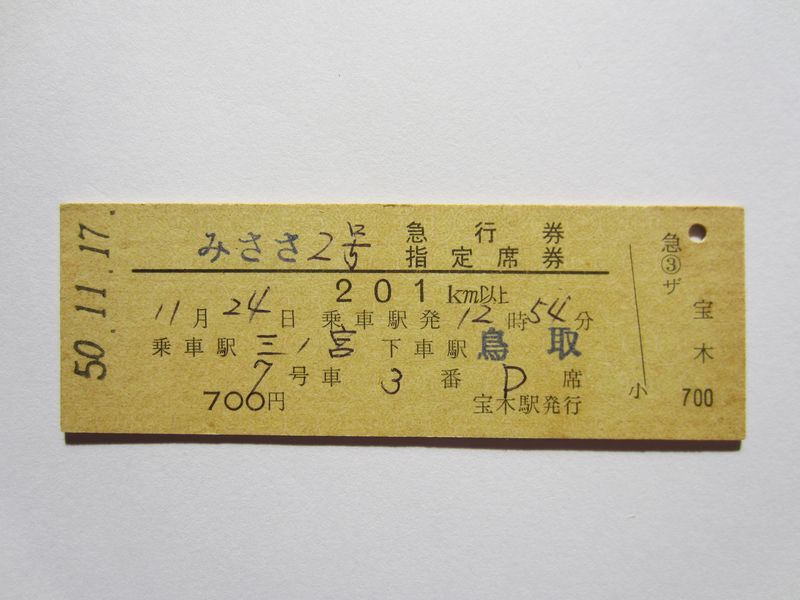 50.11.17.
みささ2号 急行券
指定席券
201km以上
11月24日 乗車駅発12時54分
乗車駅 三ノ宮 下車駅 鳥取
7号車 3番D席
700円 宝木駅発行
急③ザ
小
宝木
700